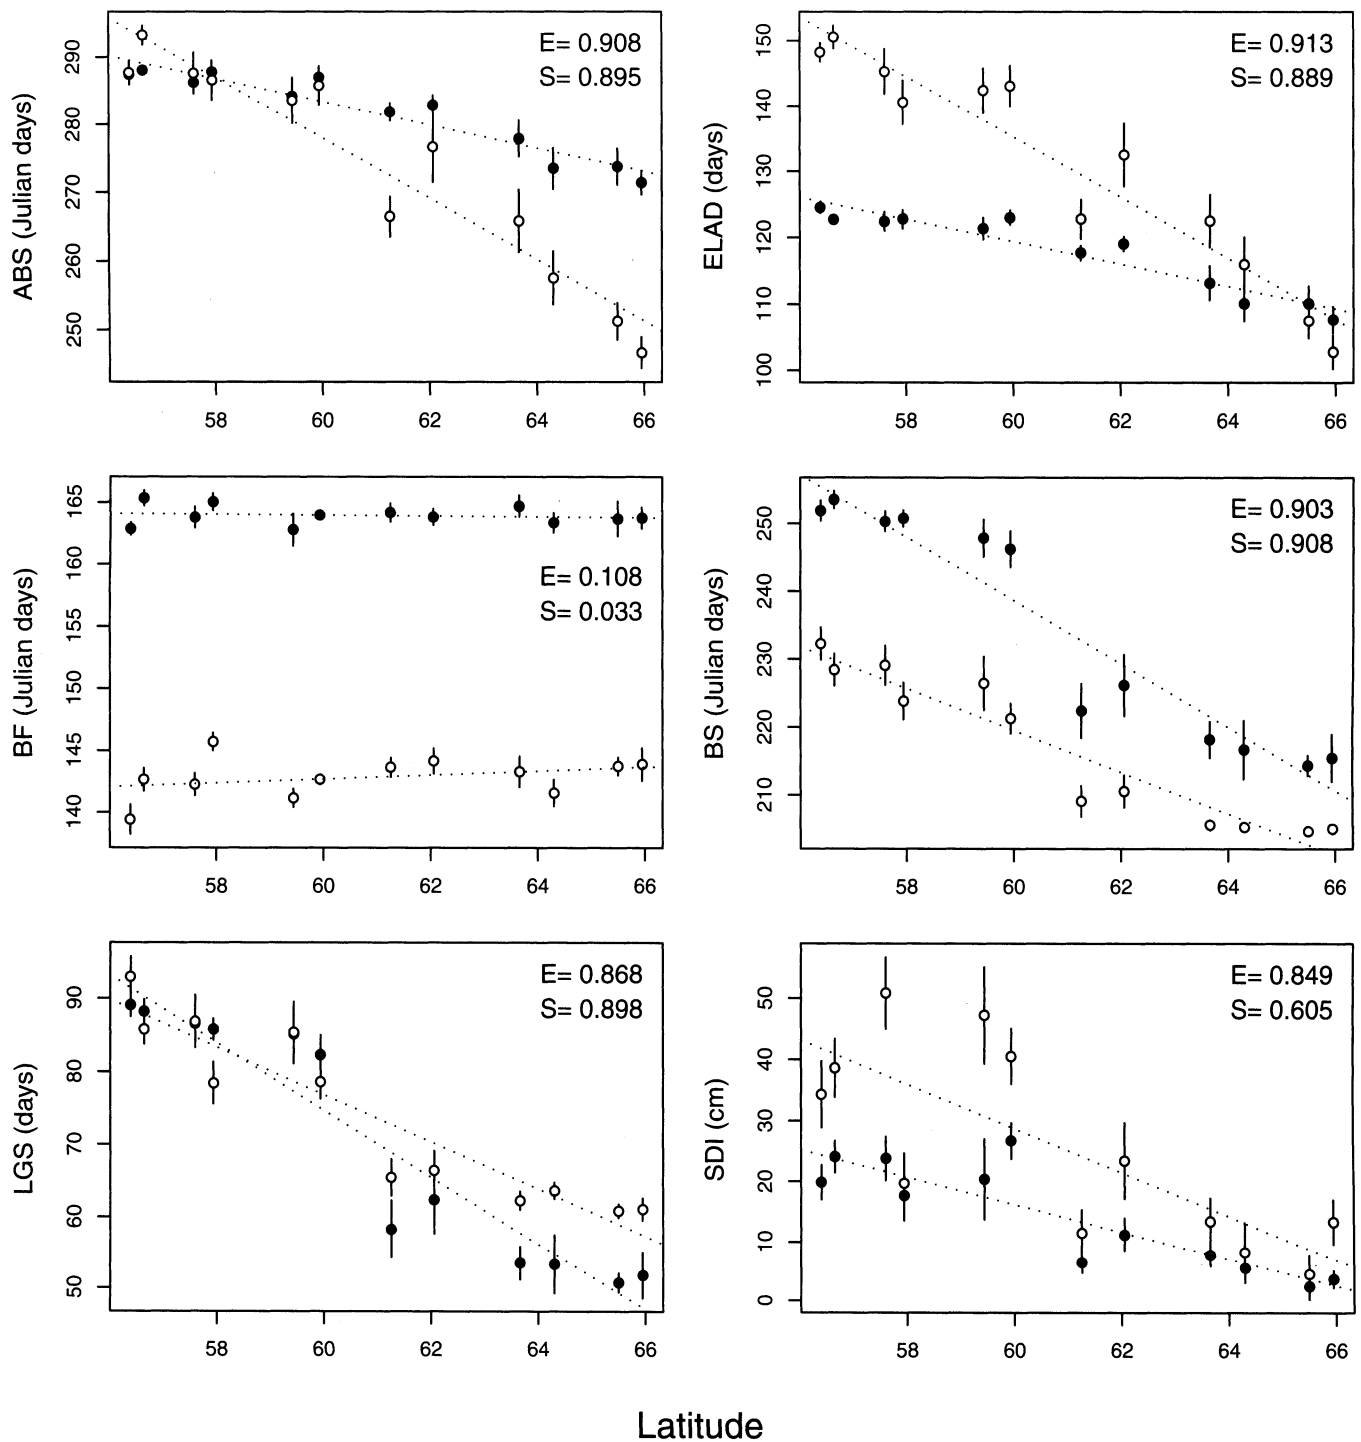 E= 0.908
S= 0.895
ABS (Julian days)
290
280
270
260
250
58 60 62 64 66
E= 0.913
S= 0.889
ELAD (days)
150
140
130
120
110
100
58 60 62 64 66
E= 0.108
S= 0.033
BF (Julian days)
165
160
155
150
145
140
58 60 62 64 66
E= 0.903
S= 0.908
BS (Julian days)
250
240
230
220
210
58 60 62 64 66
E= 0.868
S= 0.898
LGS (days)
90
80
70
60
50
58 60 62 64 66
E= 0.849
S= 0.605
SDI (cm)
50
40
30
20
10
0
58 60 62 64 66
Latitude